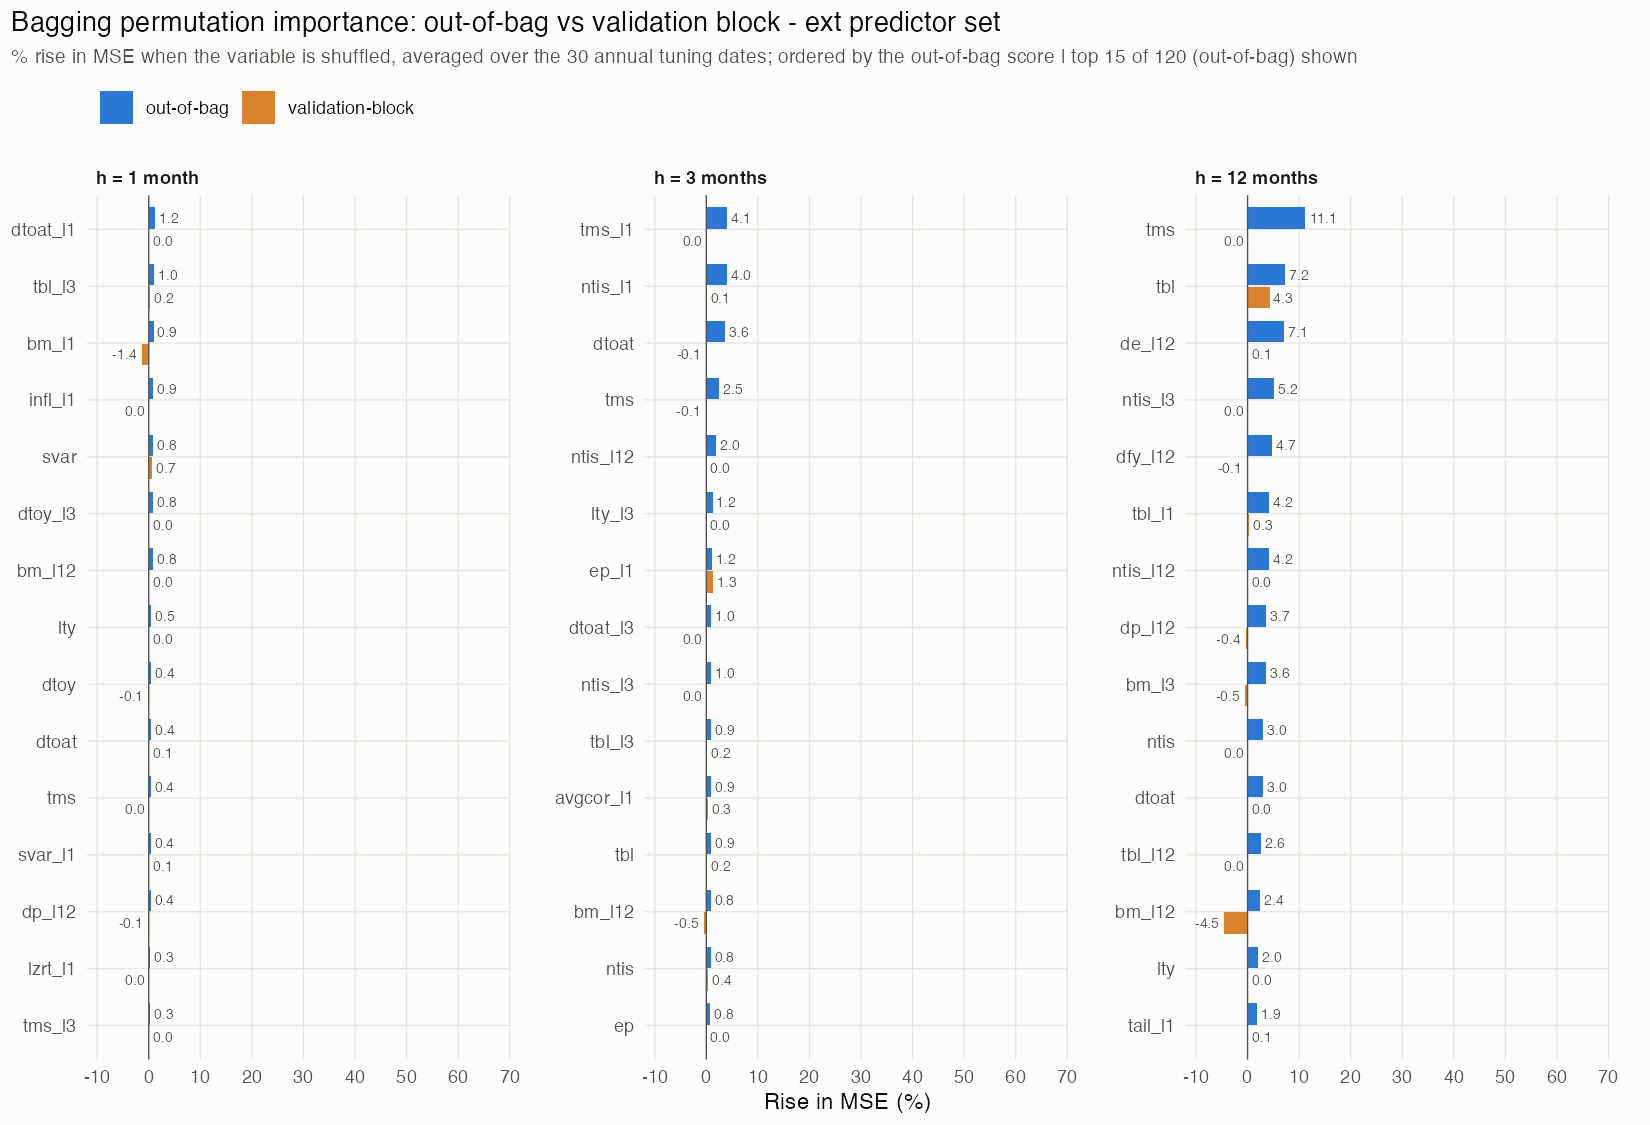 Bagging permutation importance: out-of-bag vs validation block - ext predictor set
% rise in MSE when the variable is shuffled, averaged over the 30 annual tuning dates; ordered by the out-of-bag score | top 15 of 120 (out-of-bag) shown
out-of-bag validation-block
h = 1 month
dtoat_l1 1.2 0.0
tbl_l3 1.0 0.2
bm_l1 0.9 -1.4
infl_l1 0.9 0.0
svar 0.8 0.7
dtoy_l3 0.8 0.0
bm_l12 0.8 0.0
lty 0.5 0.0
dtoy 0.4 -0.1
dtoat 0.4 0.1
tms 0.4 0.0
svar_l1 0.4 0.1
dp_l12 0.4 -0.1
lzrt_l1 0.3 0.0
tms_l3 0.3 0.0
-10 0 10 20 30 40 50 60 70
h = 3 months
tms_l1 4.1 0.0
ntis_l1 4.0 0.1
dtoat 3.6 -0.1
tms 2.5 -0.1
ntis_l12 2.0 0.0
lty_l3 1.2 0.0
ep_l1 1.2 1.3
dtoat_l3 1.0 0.0
ntis_l3 1.0 0.0
tbl_l3 0.9 0.2
avgcor_l1 0.9 0.3
tbl 0.9 0.2
bm_l12 0.8 -0.5
ntis 0.8 0.4
ep 0.8 0.0
-10 0 10 20 30 40 50 60 70
h = 12 months
tms 11.1 0.0
tbl 7.2 4.3
de_l12 7.1 0.1
ntis_l3 5.2 0.0
dfy_l12 4.7 -0.1
tbl_l1 4.2 0.3
ntis_l12 4.2 0.0
dp_l12 3.7 -0.4
bm_l3 3.6 -0.5
ntis 3.0 0.0
dtoat 3.0 0.0
tbl_l12 2.6 0.0
bm_l12 2.4 -4.5
lty 2.0 0.0
tail_l1 1.9 0.1
-10 0 10 20 30 40 50 60 70
Rise in MSE (%)